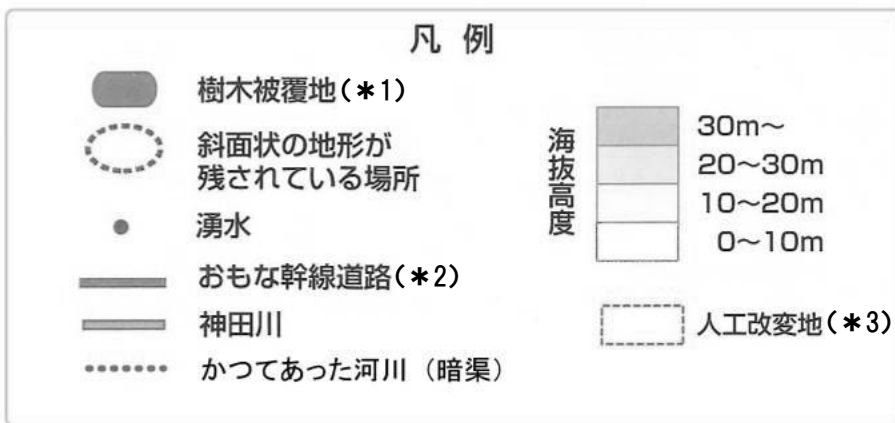 凡 例
樹木被覆地(＊1)
斜面状の地形が
残されている場所
湧水
おもな幹線道路(＊2)
神田川
かつてあった河川（暗渠）
海抜高度
30m〜
20〜30m
10〜20m
0〜10m
人工改変地(＊3)